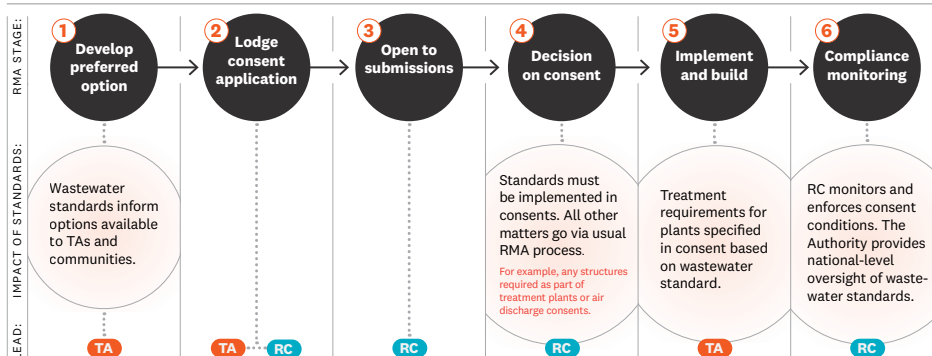 RMA STAGE:
1
Develop
preferred
option
2
Lodge
consent
application
3
Open to
submissions
4
Decision
on consent
5
Implement
and build
6
Compliance
monitoring
IMPACT OF STANDARDS:
Wastewater
standards inform
options available
to TAs and
communities.
Standards must
be implemented in
consents. All other
matters go via usual
RMA process.
For example, any structures
required as part of
treatment plants or air
discharge consents.
Treatment
requirements for
plants specified
in consent based
on wastewater
standard.
RC monitors and
enforces consent
conditions. The
Authority provides
national-level
oversight of waste-
water standards.
LEAD:
TA
TA
RC
RC
RC
TA
RC